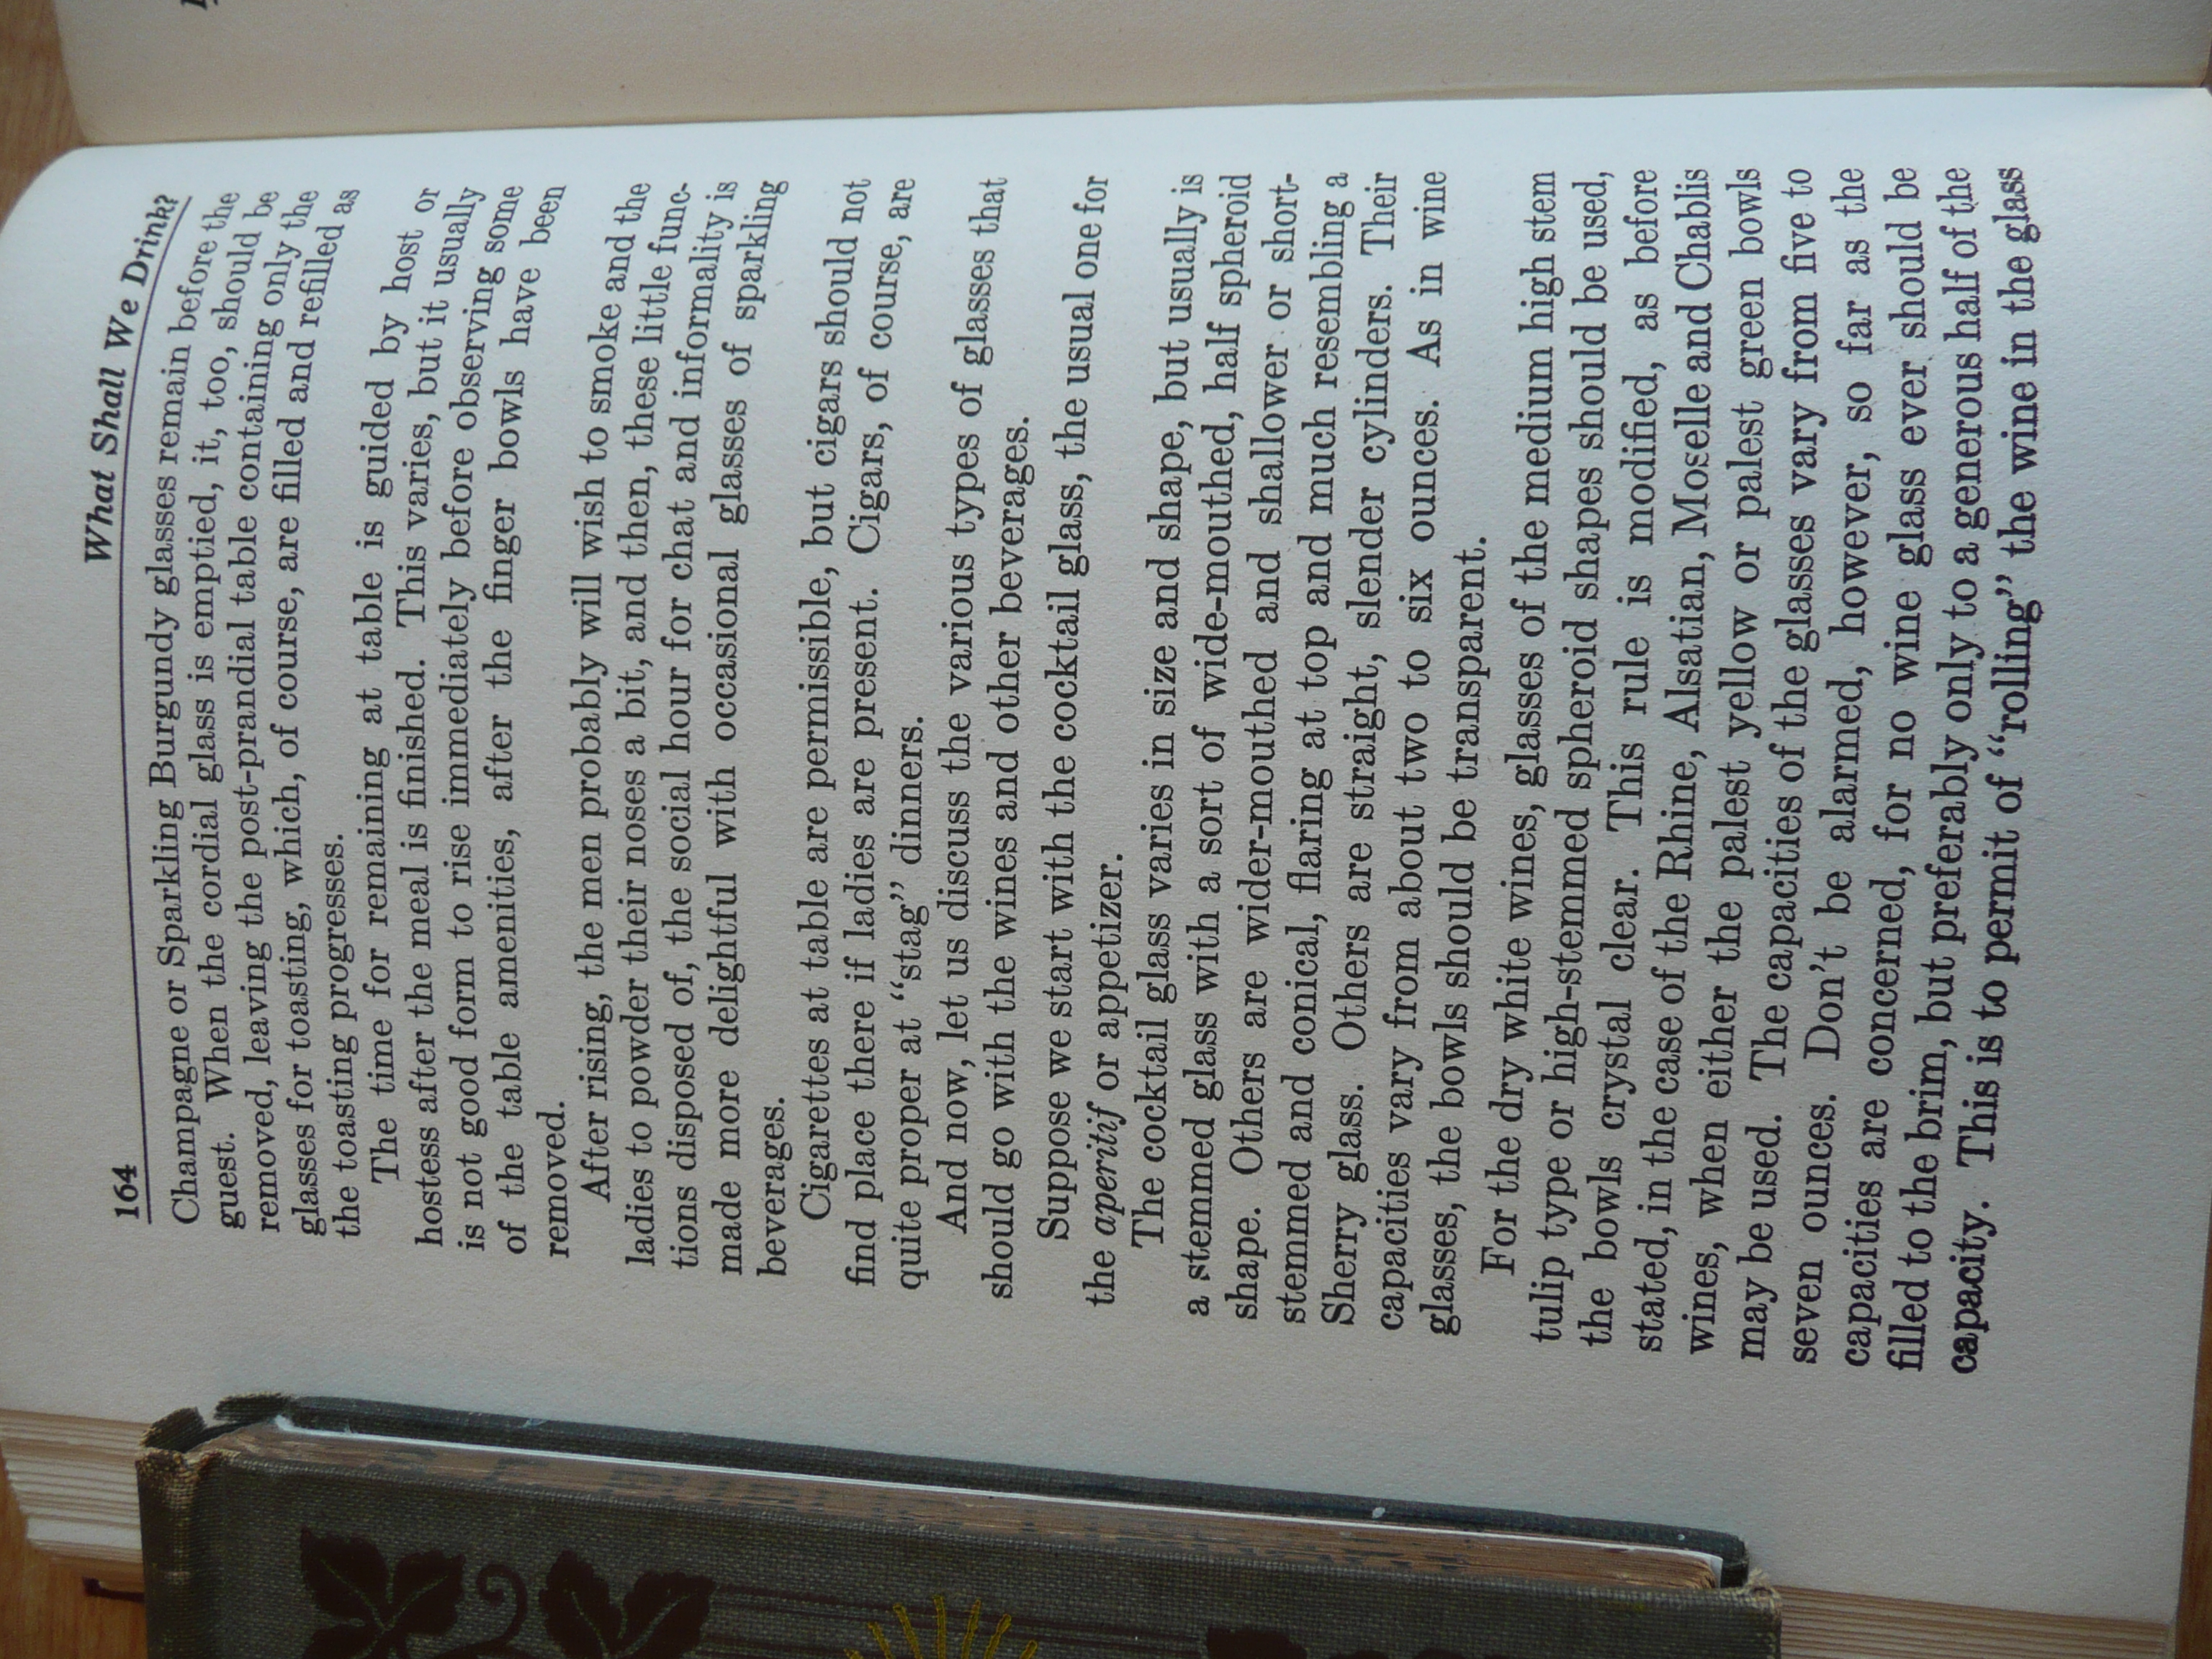 164
What Shall We Drink?
Champagne or Sparkling Burgundy glasses remain before the
guest. When the cordial glass is emptied, it, too, should be
removed, leaving the post-prandial table containing only the
glasses for toasting, which, of course, are filled and refilled as
the toasting progresses.
The time for remaining at table is guided by host or
hostess after the meal is finished. This varies, but it usually
is not good form to rise immediately before observing some
of the table amenities, after the finger bowls have been
removed.
After rising, the men probably will wish to smoke and the
ladies to powder their noses a bit, and then, these little func-
tions disposed of, the social hour for chat and informality is
made more delightful with occasional glasses of sparkling
beverages.
Cigarettes at table are permissible, but cigars should not
find place there if ladies are present. Cigars, of course, are
quite proper at “stag” dinners.
And now, let us discuss the various types of glasses that
should go with the wines and other beverages.
Suppose we start with the cocktail glass, the usual one for
the aperitif or appetizer.
The cocktail glass varies in size and shape, but usually is
a stemmed glass with a sort of wide-mouthed, half spheroid
shape. Others are wider-mouthed and shallower or short-
stemmed and conical, flaring at top and much resembling a
Sherry glass. Others are straight, slender cylinders. Their
capacities vary from about two to six ounces. As in wine
glasses, the bowls should be transparent.
For the dry white wines, glasses of the medium high stem
tulip type or high-stemmed spheroid shapes should be used,
the bowls crystal clear. This rule is modified, as before
stated, in the case of the Rhine, Alsatian, Moselle and Chablis
wines, when either the palest yellow or palest green bowls
may be used. The capacities of the glasses vary from five to
seven ounces. Don’t be alarmed, however, so far as the
capacities are concerned, for no wine glass ever should be
filled to the brim, but preferably only to a generous half of the
capacity. This is to permit of “rolling” the wine in the glass